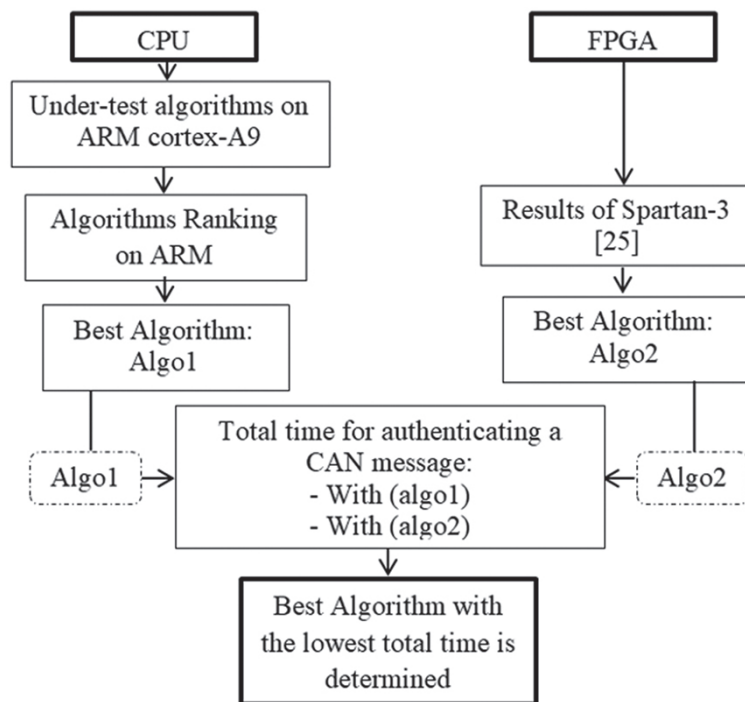 CPU
FPGA
Under-test algorithms on
ARM cortex-A9
Algorithms Ranking
on ARM
Results of Spartan-3
[25]
Best Algorithm:
Algo1
Best Algorithm:
Algo2
Total time for authenticating a
CAN message:
- With (algo1)
- With (algo2)
Algo1
Algo2
Best Algorithm with
the lowest total time is
determined